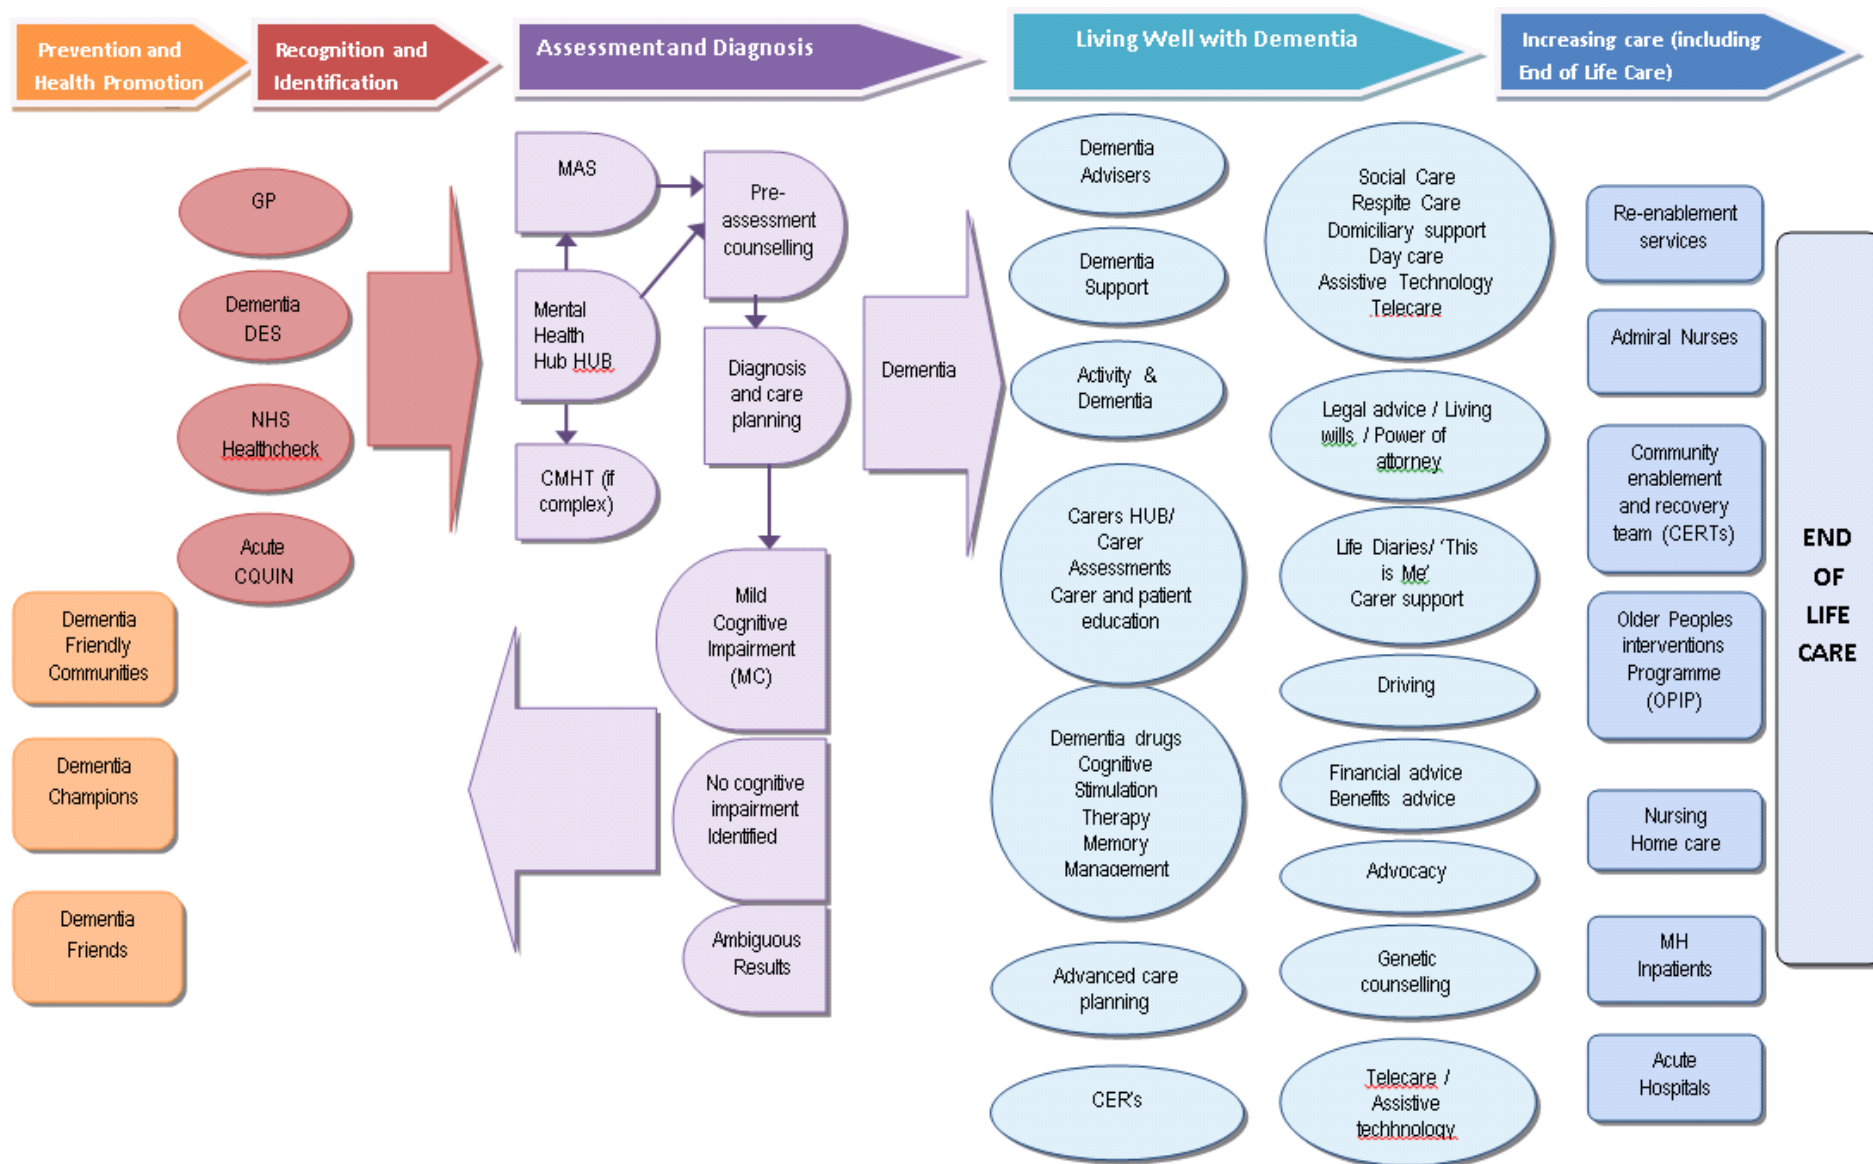 Prevention and
Health Promotion
Recognition and
Identification
Assessment and Diagnosis
Living Well with Dementia
Increasing care (including
End of Life Care)
GP
Dementia
DES
NHS
Healthcheck
Acute
CQUIN
Dementia
Friendly
Communities
Dementia
Champions
Dementia
Friends
MAS
Mental
Health
Hub HUB
CMHT (if
complex)
Pre-
assessment
counselling
Diagnosis
and care
planning
Mild
Cognitive
Impairment
(MC)
No cognitive
impairment
Identified
Ambiguous
Results
Dementia
Dementia
Advisers
Dementia
Support
Activity &
Dementia
Carers HUB/
Carer
Assessments
Carer and patient
education
Dementia drugs
Cognitive
Stimulation
Therapy
Memory
Management
Advanced care
planning
CER's
Social Care
Respite Care
Domiciliary support
Day care
Assistive Technology
Telecare
Legal advice / Living
wills / Power of
attorney
Life Diaries/ 'This
is Me'
Carer support
Driving
Financial advice
Benefits advice
Advocacy
Genetic
counselling
Telecare /
Assistive
techhnology
Re-enablement
services
Admiral Nurses
Community
enablement
and recovery
team (CERTs)
Older Peoples
interventions
Programme
(OPIP)
Nursing
Home care
MH
Inpatients
Acute
Hospitals
END
OF
LIFE
CARE